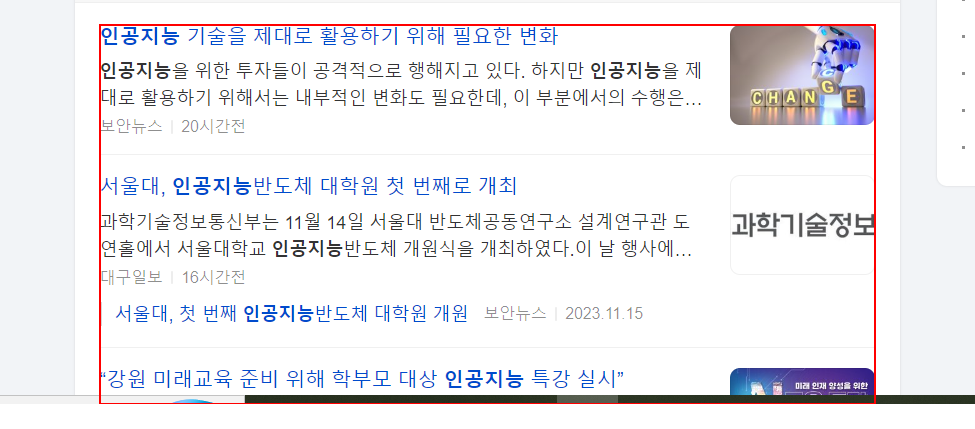 인공지능 기술을 제대로 활용하기 위해 필요한 변화
인공지능을 위한 투자들이 공격적으로 행해지고 있다. 하지만 인공지능을 제
대로 활용하기 위해서는 내부적인 변화도 필요한데, 이 부분에서의 수행은...
보안뉴스 | 20시간전
CHANGE
서울대, 인공지능반도체 대학원 첫 번째로 개최
과학기술정보통신부는 11월 14일 서울대 반도체공동연구소 설계연구관 도
연홀에서 서울대학교 인공지능반도체 개원식을 개최하였다.이 날 행사에...
대구일보 | 16시간전
과학기술정보
서울대, 첫 번째 인공지능반도체 대학원 개원 보안뉴스 | 2023.11.15
“강원 미래교육 준비 위해 학부모 대상 인공지능 특강 실시”
미래 인재 양성을 위한